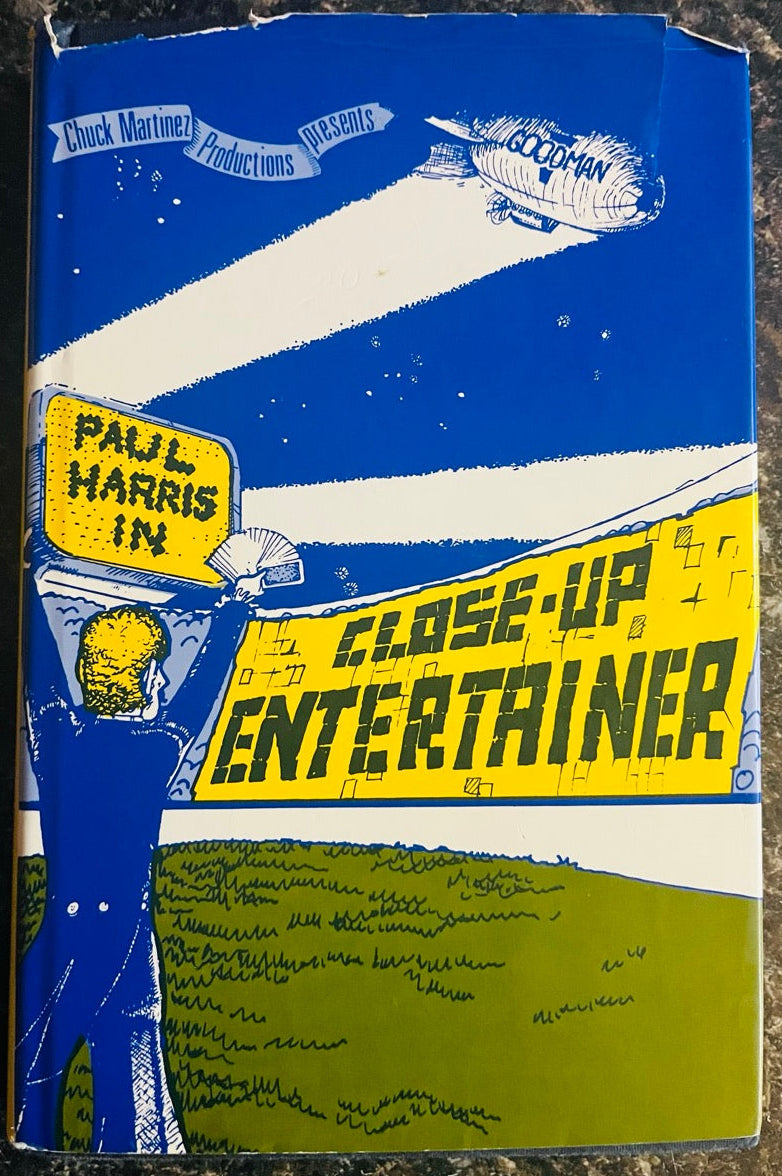 Chuck Martinez
Productions
presents
GOODMAN
PAUL
HARRIS
IN
CLOSE-UP
ENTERTAINER